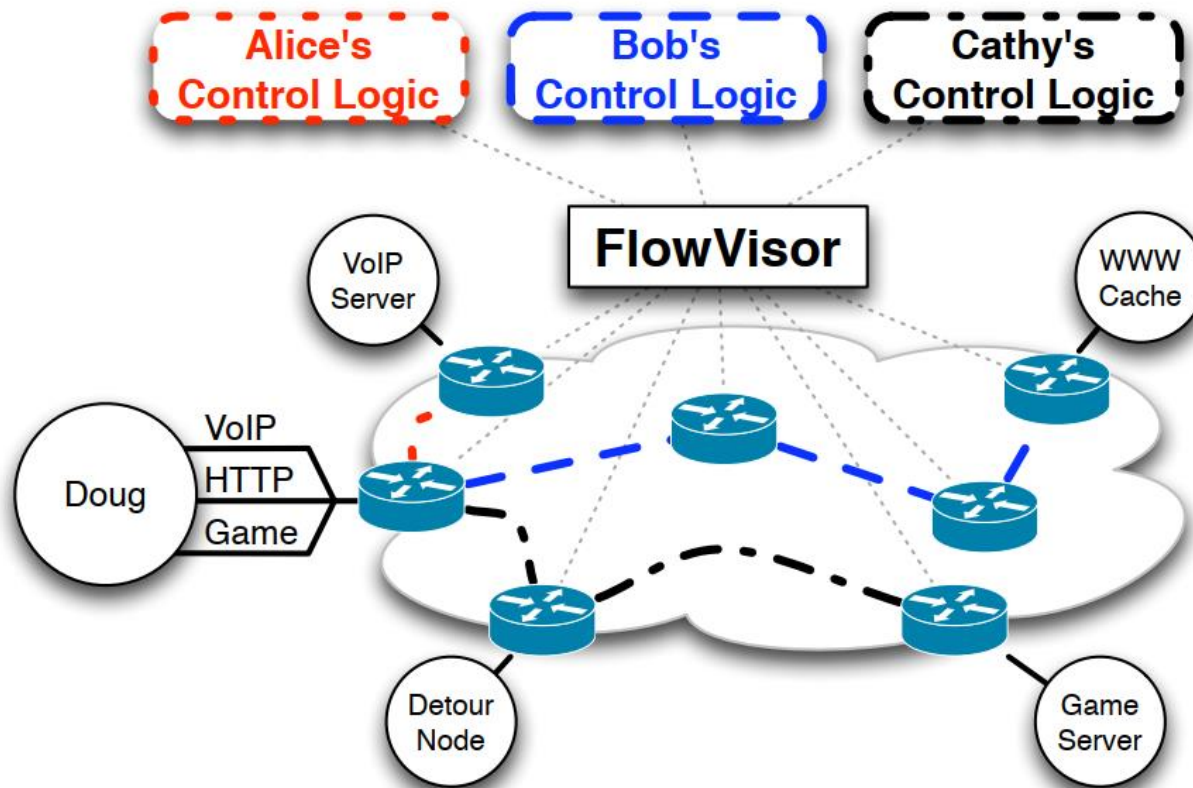 Alice's
Control Logic
Bob's
Control Logic
Cathy's
Control Logic
FlowVisor
VoIP
Server
WWW
Cache
Doug
VoIP
HTTP
Game
Detour
Node
Game
Server